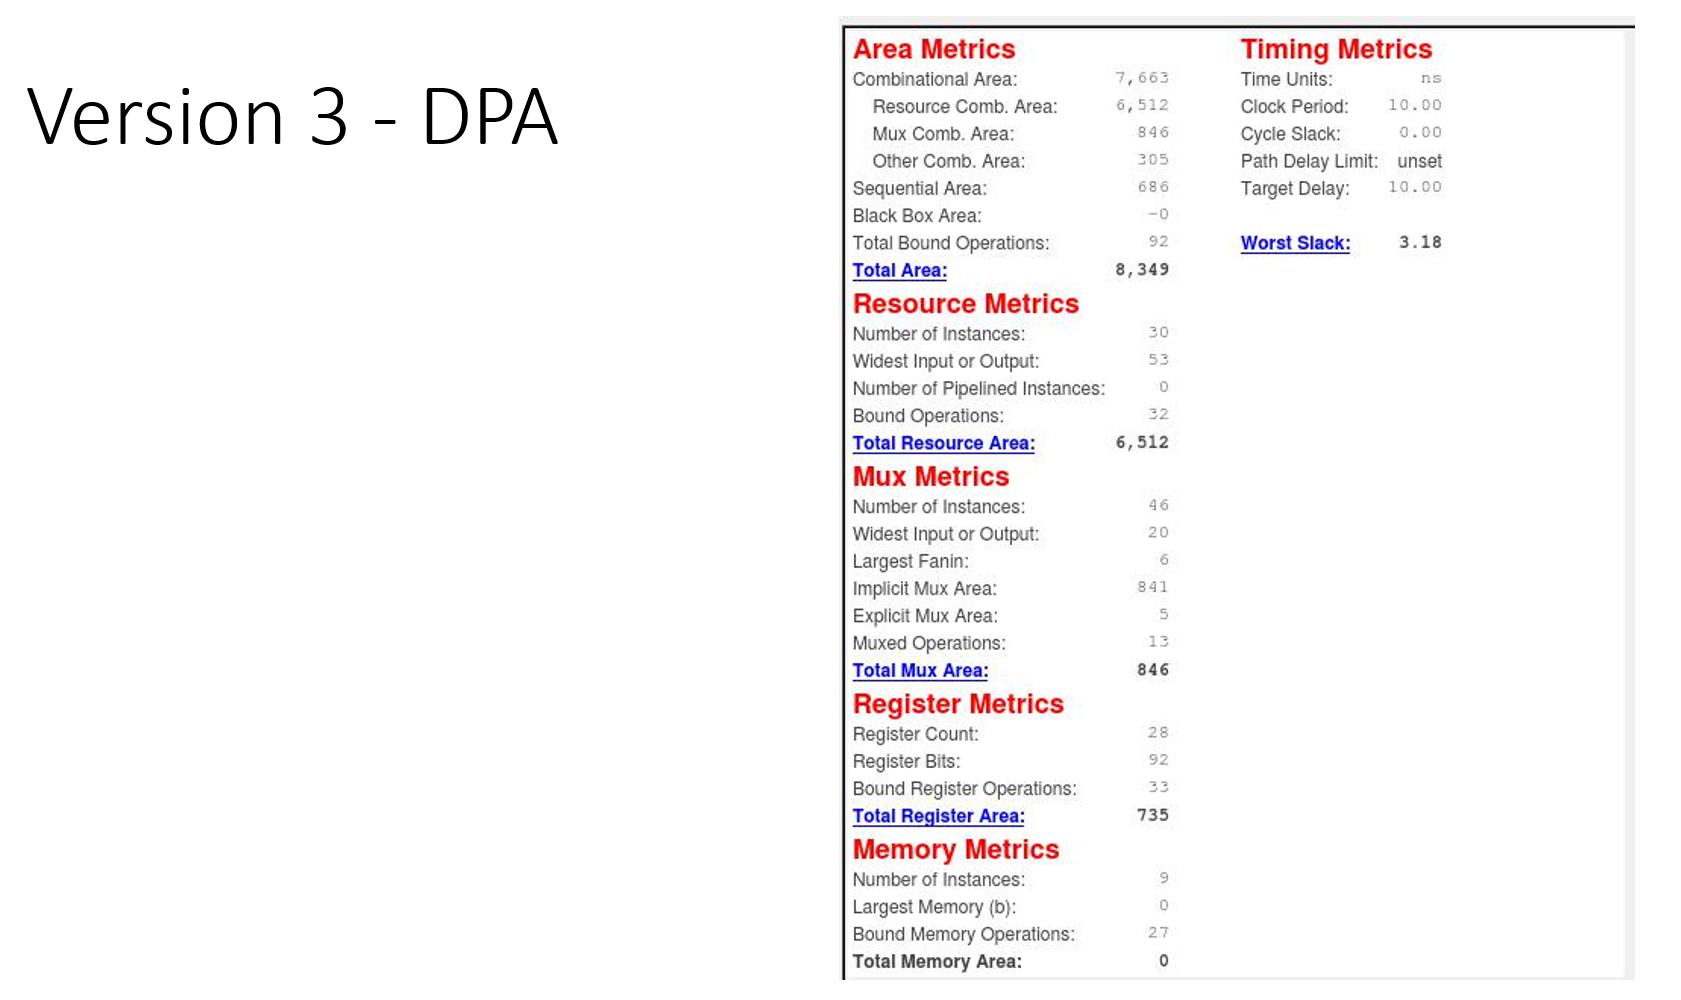 Version 3 - DPA
Area Metrics
Combinational Area: 7,663
Resource Comb. Area: 6,512
Mux Comb. Area: 846
Other Comb. Area: 305
Sequential Area: 686
Black Box Area: -0
Total Bound Operations: 92
Total Area: 8,349
Resource Metrics
Number of Instances: 30
Widest Input or Output: 53
Number of Pipelined Instances: 0
Bound Operations: 32
Total Resource Area: 6,512
Mux Metrics
Number of Instances: 46
Widest Input or Output: 20
Largest Fanin: 6
Implicit Mux Area: 841
Explicit Mux Area: 5
Muxed Operations: 13
Total Mux Area: 846
Register Metrics
Register Count: 28
Register Bits: 92
Bound Register Operations: 33
Total Register Area: 735
Memory Metrics
Number of Instances: 9
Largest Memory (b): 0
Bound Memory Operations: 27
Total Memory Area: 0
Timing Metrics
Time Units: ns
Clock Period: 10.00
Cycle Slack: 0.00
Path Delay Limit: unset
Target Delay: 10.00
Worst Slack: 3.18